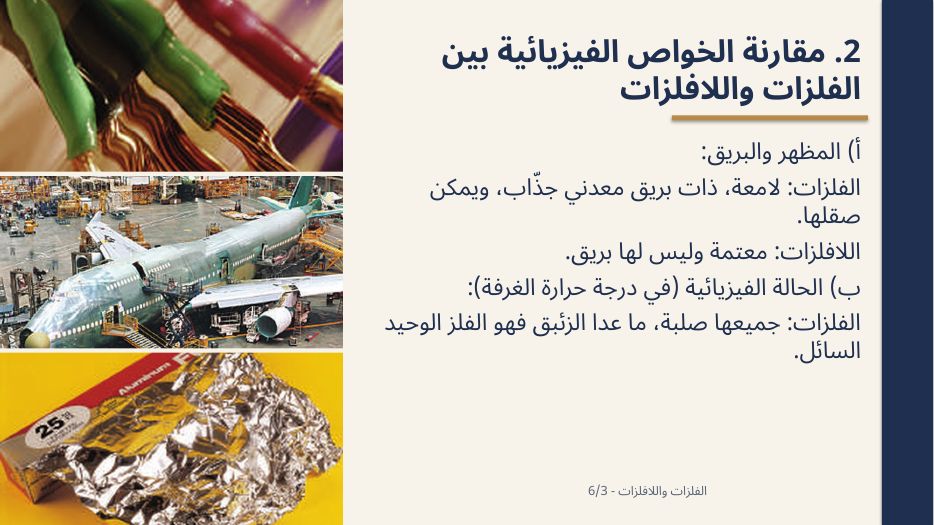 2. مقارنة الخواص الفيزيائية بين
الفلزات واللافلزات
أ) المظهر والبريق:
الفلزات: لامعة، ذات بريق معدني جذّاب، ويمكن
صقلها.
اللافلزات: معتمة وليس لها بريق.
ب) الحالة الفيزيائية (في درجة حرارة الغرفة):
الفلزات: جميعها صلبة، ما عدا الزئبق فهو الفلز الوحيد
السائل.
Aluminum
25
الفلزات واللافلزات - 6/3